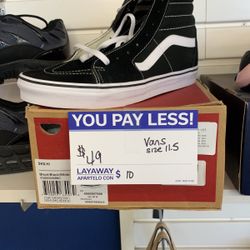 YOU PAY LESS!
$49
Vans
size 11.5
LAYAWAY
APARTELO CON $ 10